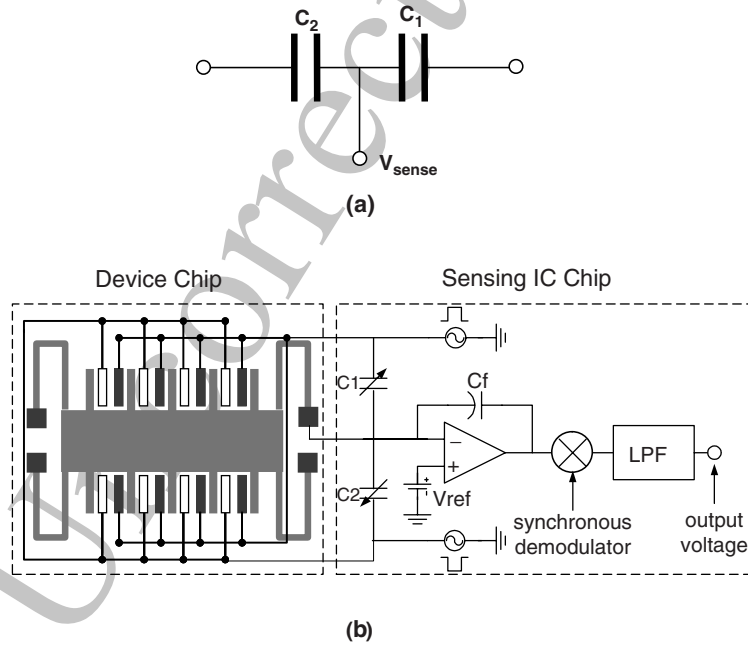 C2
C1
Vsense
(a)
Device Chip
Sensing IC Chip
C1
Cf
−
+
C2
Vref
LPF
synchronous
demodulator
output
voltage
(b)